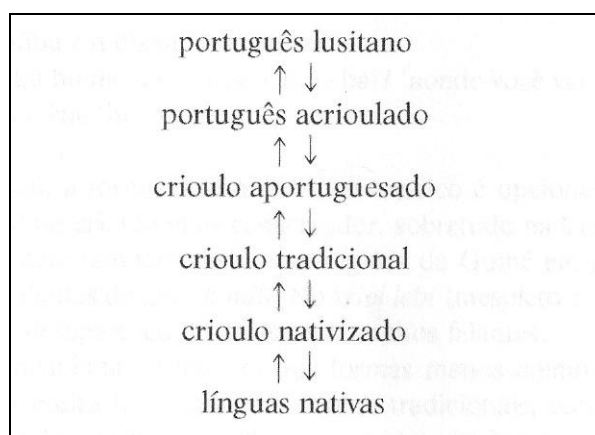 português lusitano
↑ ↓
português acrioulado
↑ ↓
crioulo aportuguesado
↑ ↓
crioulo tradicional
↑ ↓
crioulo nativizado
↑ ↓
línguas nativas